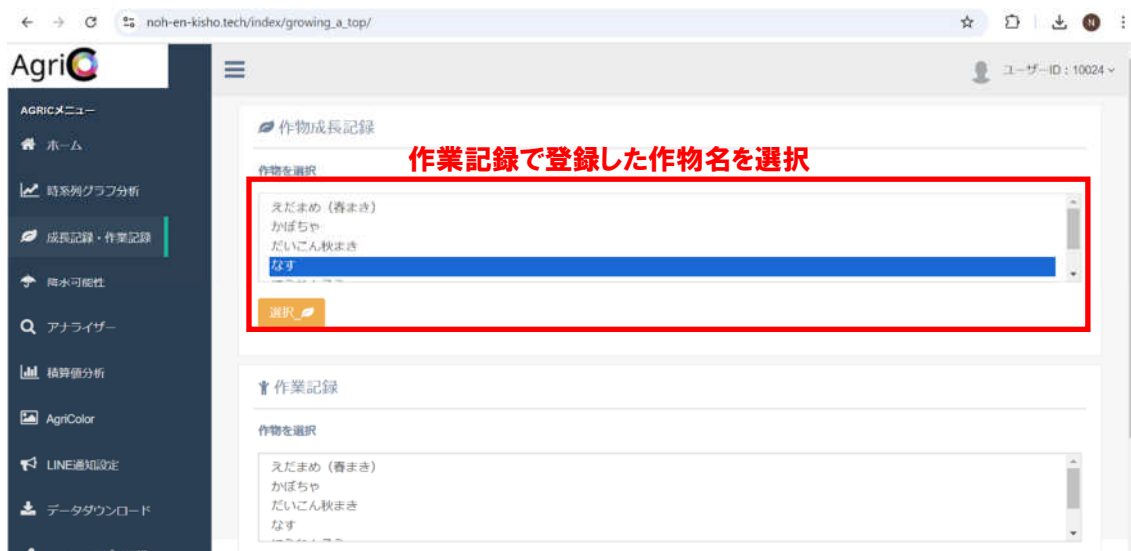 noh-en-kisho.tech/index/growing_a_top/
N
AgriC
ユーザーID : 10024
AGRICメニュー
ホーム
時系列グラフ分析
成長記録・作業記録
降水可能性
アナライザー
積算値分析
AgriColor
LINE通知設定
データダウンロード
作物成長記録
作業記録で登録した作物名を選択
作物を選択
えだまめ（春まき）
かぼちゃ
だいこん秋まき
なす
選択_
作業記録
作物を選択
えだまめ（春まき）
かぼちゃ
だいこん秋まき
なす